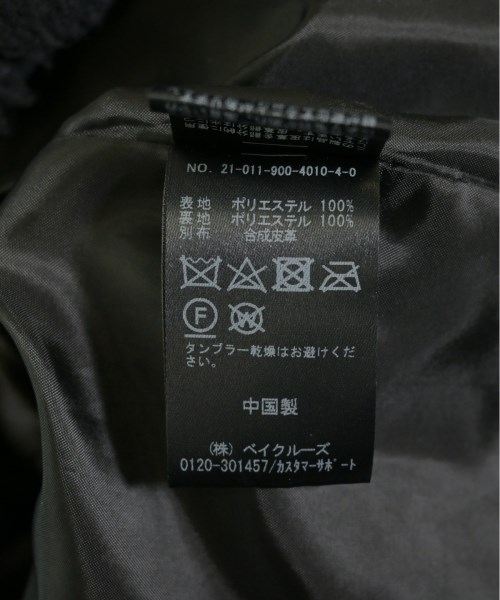 NO. 21-011-900-4010-4-0
表地 ポリエステル 100%
裏地 ポリエステル 100%
別布 合成皮革
F
W
タンブラー乾燥はお避けくだ
さい。
中国製
(株) ベイクルーズ
0120-301457/カスタマーサポート